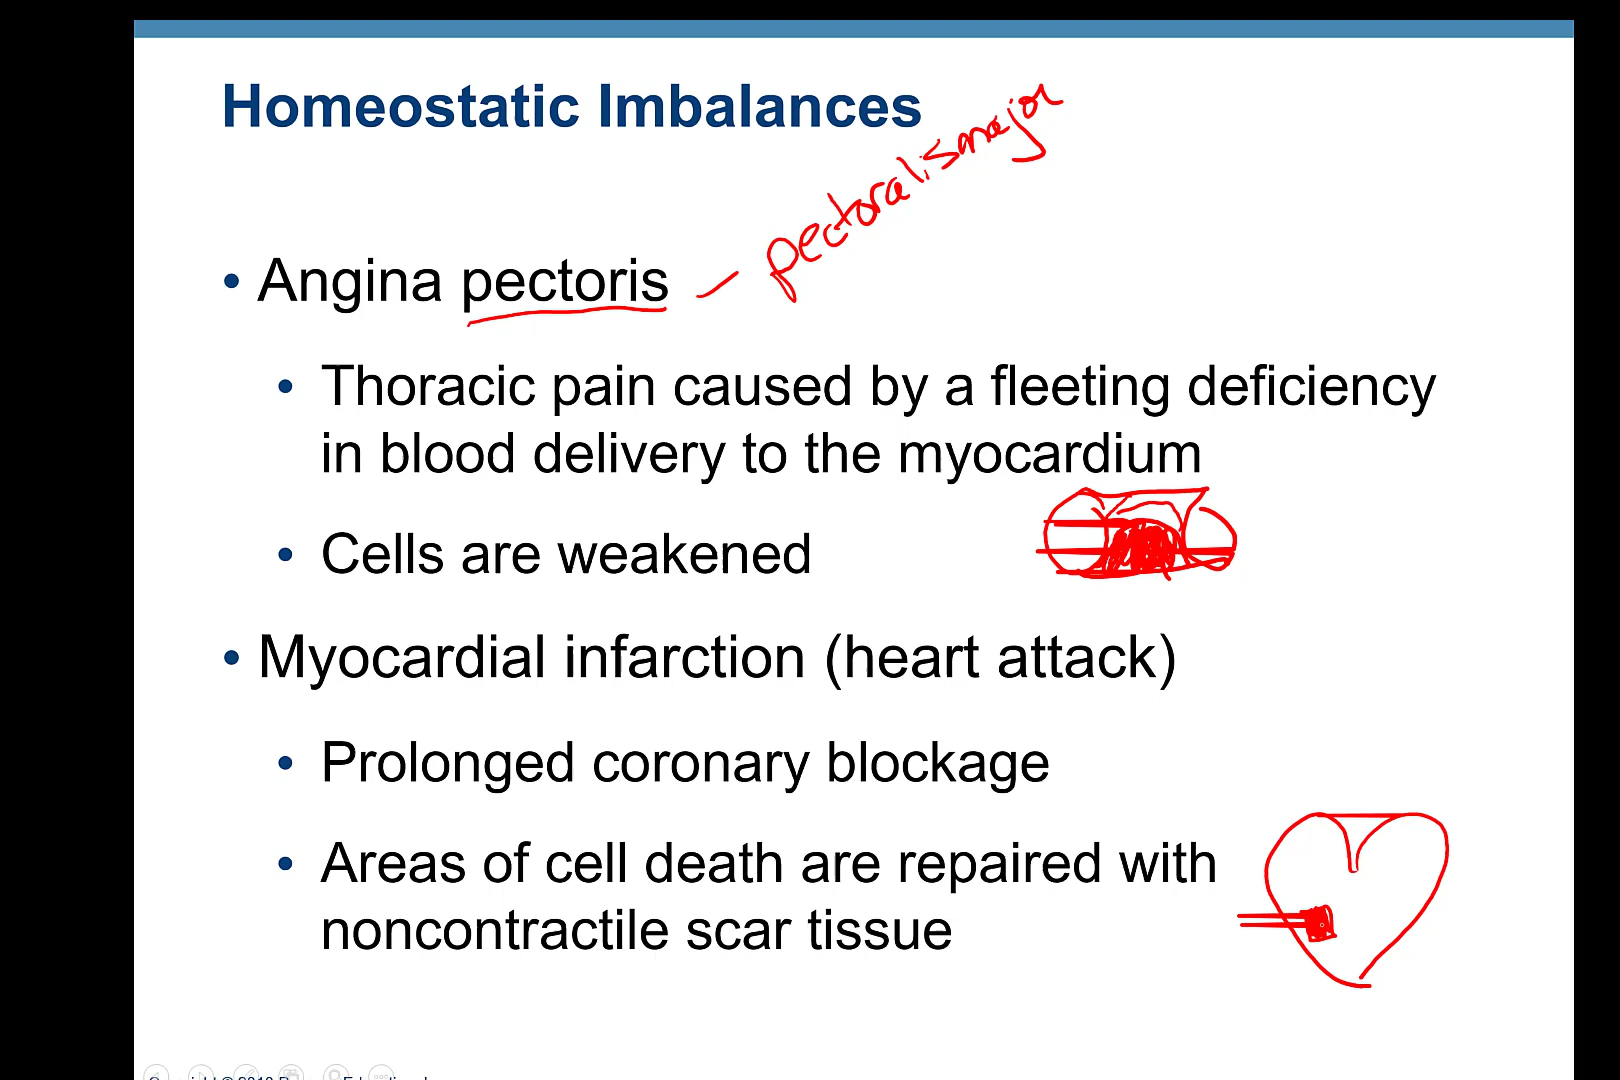 Homeostatic Imbalances
• Angina pectoris – pectoralis major
• Thoracic pain caused by a fleeting deficiency
in blood delivery to the myocardium
• Cells are weakened
• Myocardial infarction (heart attack)
• Prolonged coronary blockage
• Areas of cell death are repaired with
noncontractile scar tissue